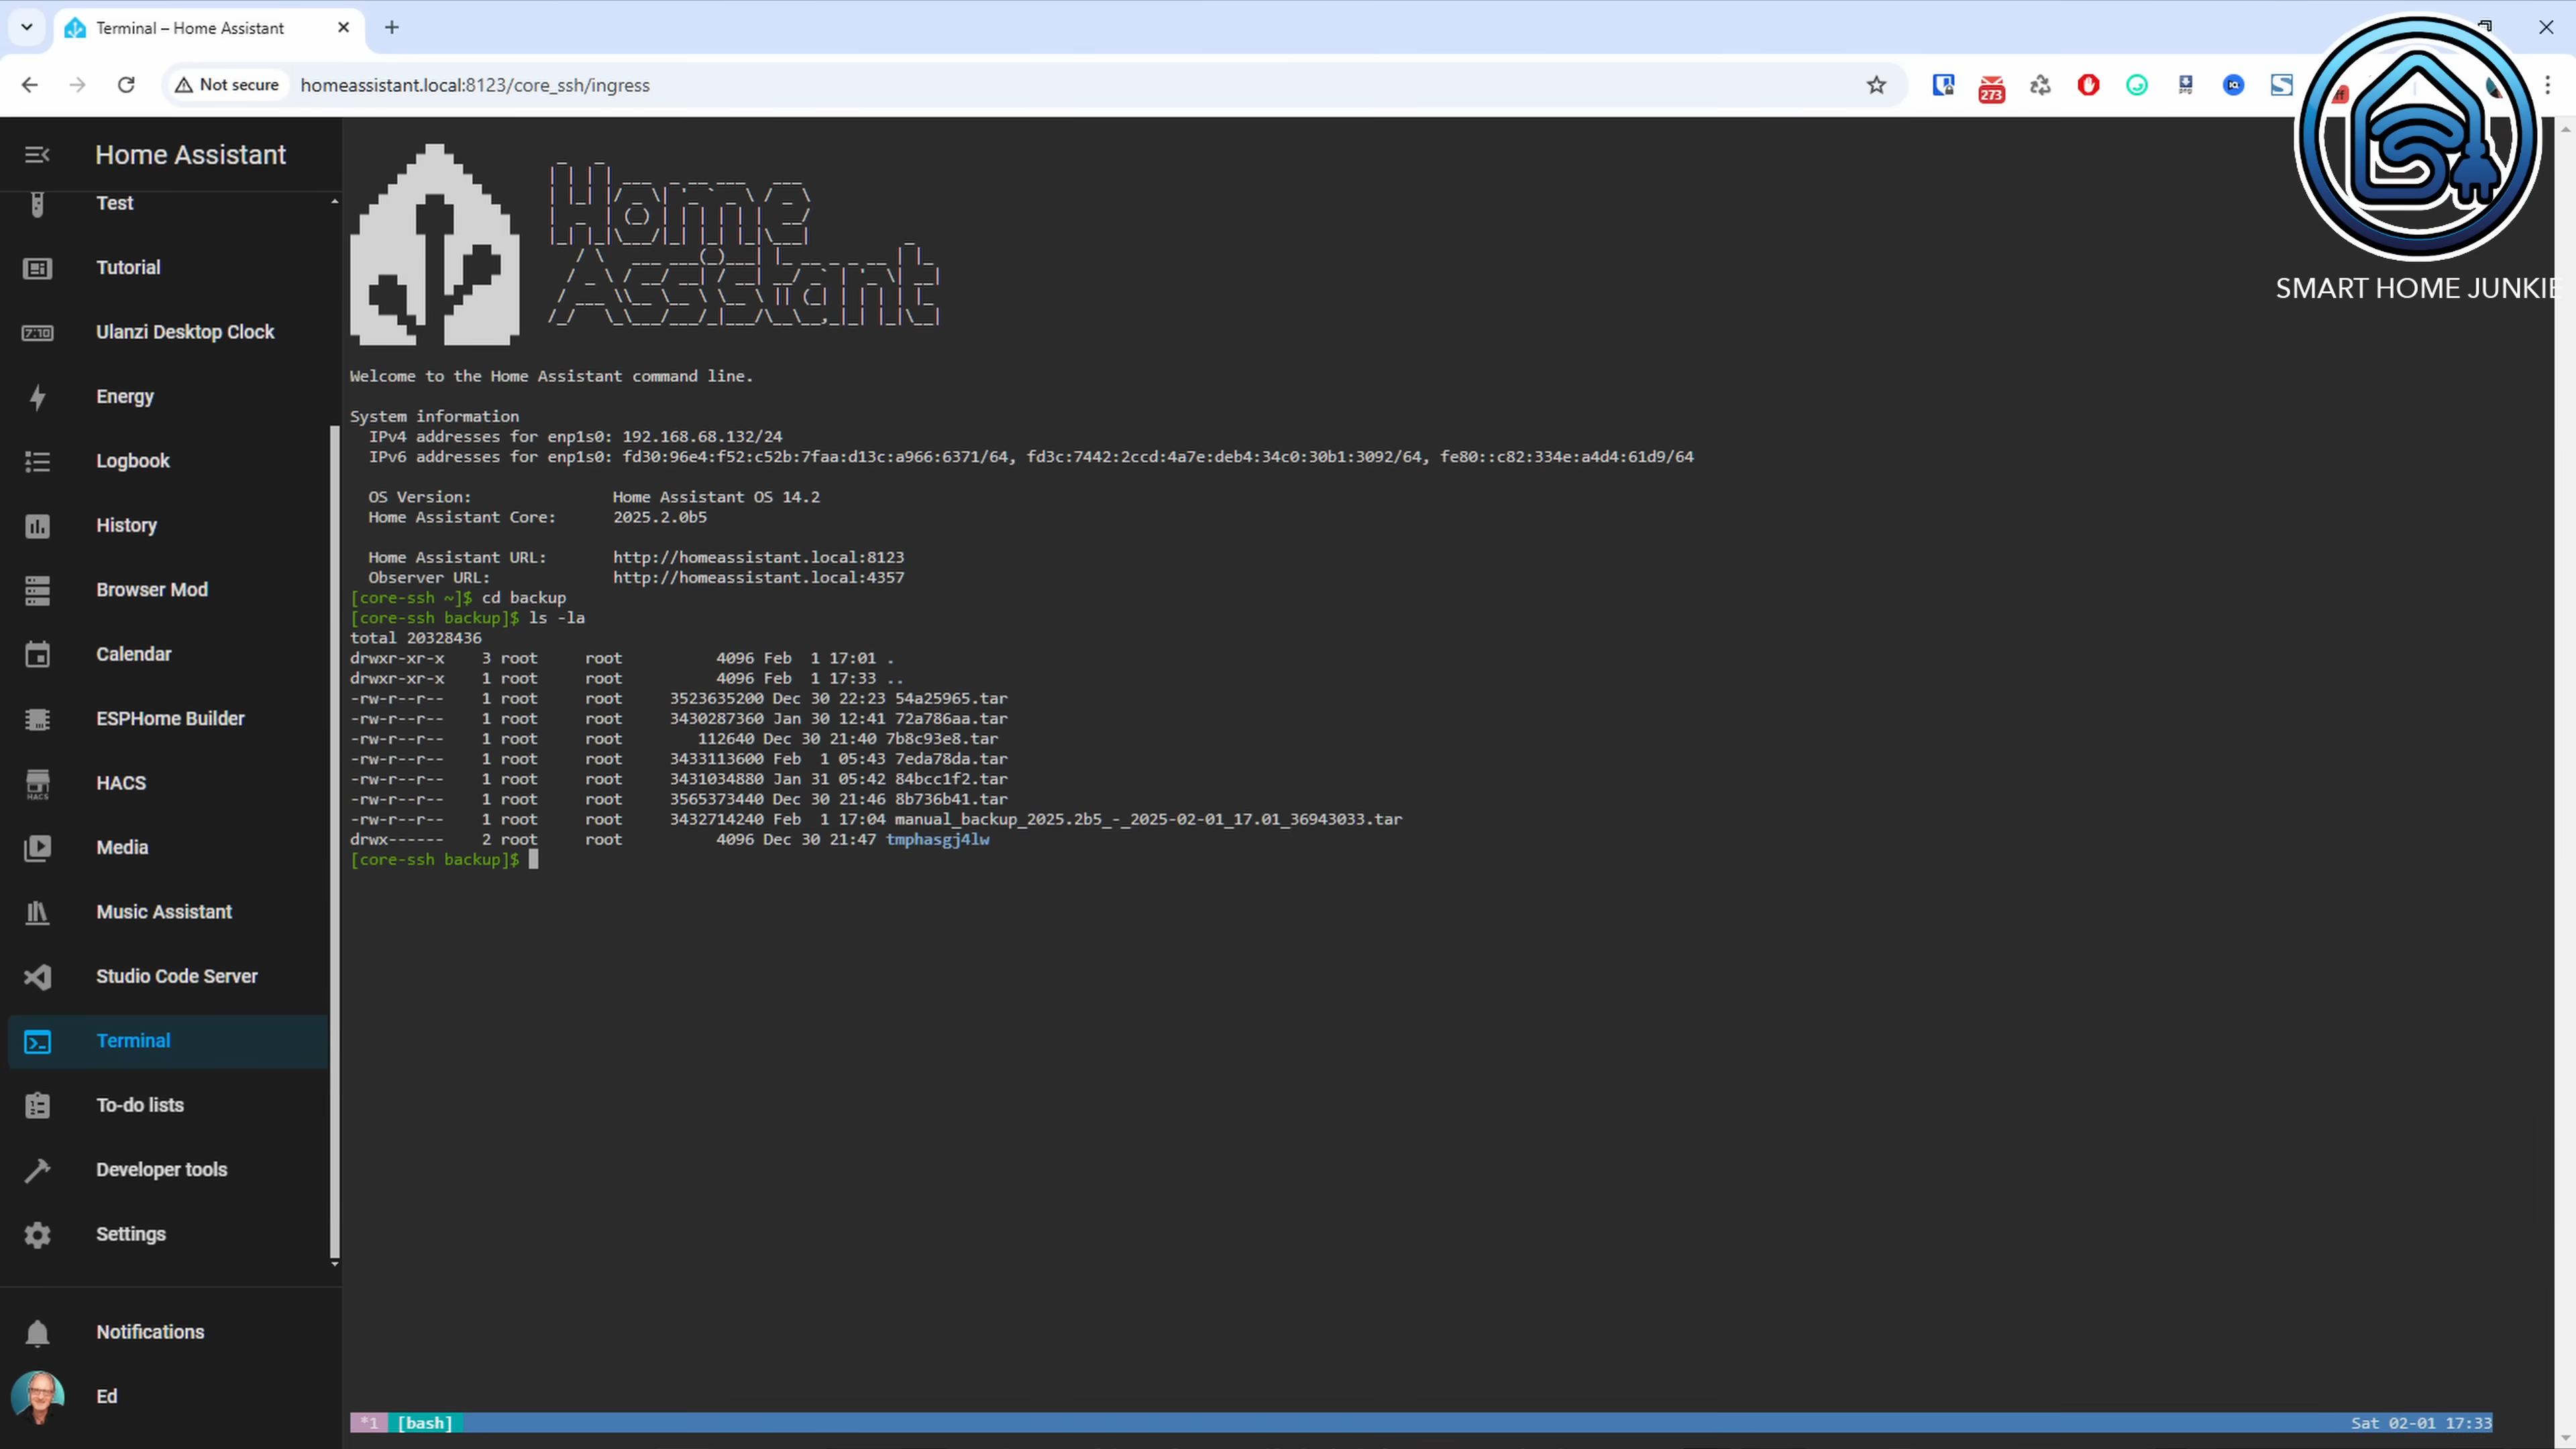 Terminal – Home Assistant
Not secure
homeassistant.local:8123/core_ssh/ingress
273
SMART HOME JUNKIE
Home Assistant
Test
Tutorial
7:10
Ulanzi Desktop Clock
Energy
Logbook
History
Browser Mod
Calendar
ESPHome Builder
HACS
HACS
Media
Music Assistant
Studio Code Server
Terminal
To-do lists
Developer tools
Settings
Notifications
Ed
Home
Assistant
Welcome to the Home Assistant command line.
System information
IPv4 addresses for enp1s0: 192.168.68.132/24
IPv6 addresses for enp1s0: fd30:96e4:f52:c52b:7faa:d13c:a966:6371/64, fd3c:7442:2ccd:4a7e:deb4:34c0:30b1:3092/64, fe80::c82:334e:a4d4:61d9/64
OS Version: Home Assistant OS 14.2
Home Assistant Core: 2025.2.0b5
Home Assistant URL: http://homeassistant.local:8123
Observer URL: http://homeassistant.local:4357
[core-ssh ~]$ cd backup
[core-ssh backup]$ ls -la
total 20328436
drwxr-xr-x 3 root root 4096 Feb 1 17:01 .
drwxr-xr-x 1 root root 4096 Feb 1 17:33 ..
-rw-r--r-- 1 root root 3523635200 Dec 30 22:23 54a25965.tar
-rw-r--r-- 1 root root 3430287360 Jan 30 12:41 72a786aa.tar
-rw-r--r-- 1 root root 112640 Dec 30 21:40 7b8c93e8.tar
-rw-r--r-- 1 root root 3433113600 Feb 1 05:43 7eda78da.tar
-rw-r--r-- 1 root root 3431034880 Jan 31 05:42 84bcc1f2.tar
-rw-r--r-- 1 root root 3565373440 Dec 30 21:46 8b736b41.tar
-rw-r--r-- 1 root root 3432714240 Feb 1 17:04 manual_backup_2025.2b5_-_2025-02-01_17.01_36943033.tar
drwx------ 2 root root 4096 Dec 30 21:47 tmphasgj4lw
[core-ssh backup]$
*1 [bash]
Sat 02-01 17:33